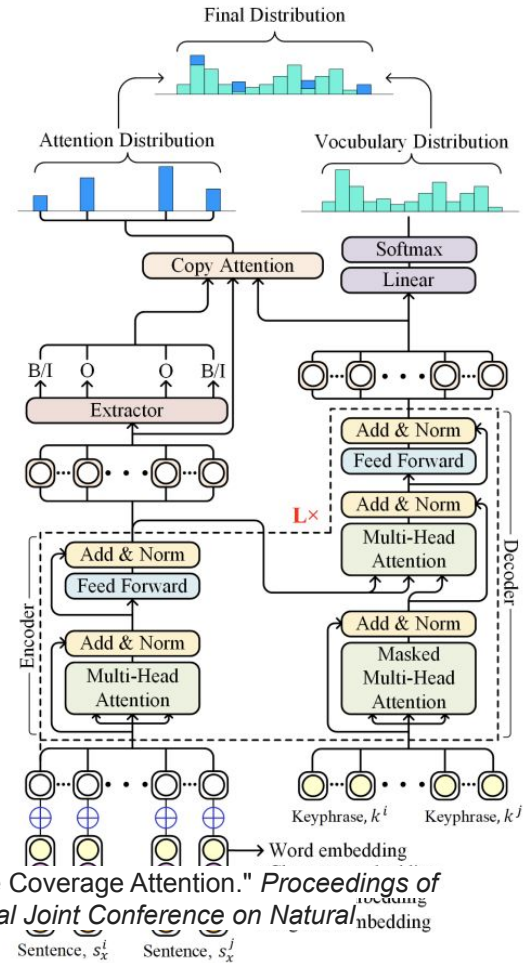 Final Distribution
Attention Distribution
Vocubulary Distribution
Softmax
Copy Attention
Linear
B/I O O B/I
Extractor
Add & Norm
Feed Forward
L×
Add & Norm
Multi-Head
Attention
Add & Norm
Feed Forward
Encoder
Decoder
Add & Norm
Add & Norm
Multi-Head
Attention
Masked
Multi-Head
Attention
Keyphrase, k^i Keyphrase, k^j
Word embedding
Coverage Attention." Proceedings of
al Joint Conference on Natural
mbedding
Sentence, s_x^i Sentence, s_x^j